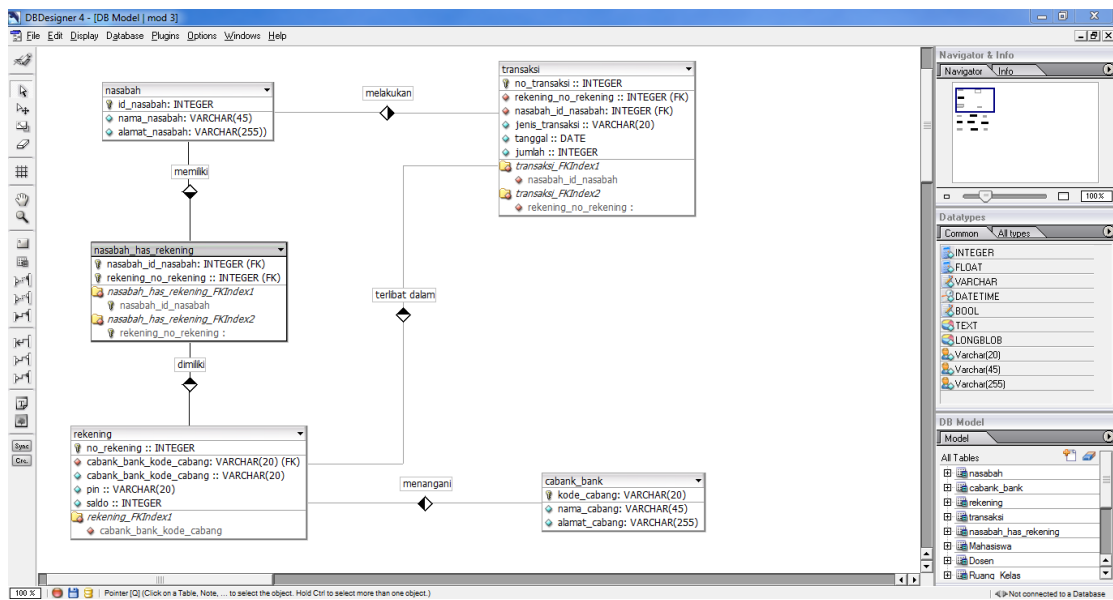 DBDesigner 4 - [DB Model | mod 3]
File Edit Display Database Plugins Options Windows Help
nasabah
id_nasabah: INTEGER
nama_nasabah: VARCHAR(45)
alamat_nasabah: VARCHAR(255))
melakukan
transaksi
no_transaksi :: INTEGER
rekening_no_rekening :: INTEGER (FK)
nasabah_id_nasabah: INTEGER (FK)
jenis_transaksi :: VARCHAR(20)
tanggal :: DATE
jumlah :: INTEGER
transaksi_FKIndex1
nasabah_id_nasabah
transaksi_FKIndex2
rekening_no_rekening :
memiliki
nasabah_has_rekening
nasabah_id_nasabah: INTEGER (FK)
rekening_no_rekening :: INTEGER (FK)
nasabah_has_rekening_FKIndex1
nasabah_id_nasabah
nasabah_has_rekening_FKIndex2
rekening_no_rekening :
terlibat dalam
dimiliki
rekening
no_rekening :: INTEGER
cabank_bank_kode_cabang: VARCHAR(20) (FK)
cabank_bank_kode_cabang :: VARCHAR(20)
pin :: VARCHAR(20)
saldo :: INTEGER
rekening_FKIndex1
cabank_bank_kode_cabang
menangani
cabank_bank
kode_cabang: VARCHAR(20)
nama_cabang: VARCHAR(45)
alamat_cabang: VARCHAR(255)
Navigator & Info
Navigator Info
100%
Datatypes
Common All types
INTEGER
FLOAT
VARCHAR
DATETIME
BOOL
TEXT
LONGBLOB
Varchar(20)
Varchar(45)
Varchar(255)
DB Model
Model
All Tables
nasabah
cabank_bank
rekening
transaksi
nasabah_has_rekening
Mahasiswa
Dosen
Ruang_Kelas
Sync
Crc.
100 %
Pointer [Q] (Click on a Table, Note, ... to select the object. Hold Ctrl to select more than one object.)
Not connected to a Database